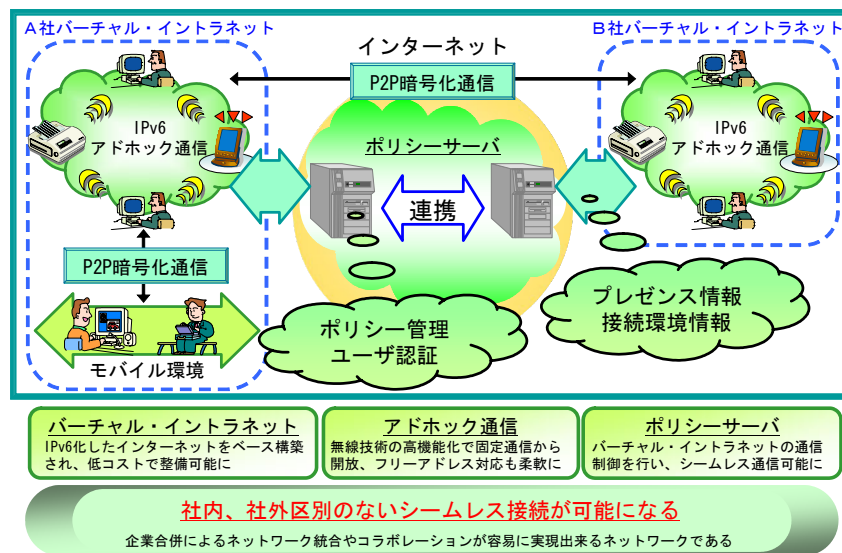 A社バーチャル・イントラネット
インターネット
B社バーチャル・イントラネット
P2P暗号化通信
IPv6
アドホック通信
ポリシーサーバ
IPv6
アドホック通信
連携
P2P暗号化通信
プレゼンス情報
接続環境情報
ポリシー管理
ユーザ認証
モバイル環境
バーチャル・イントラネット
IPv6化したインターネットをベース構築
され、低コストで整備可能に
アドホック通信
無線技術の高機能化で固定通信から
開放、フリーアドレス対応も柔軟に
ポリシーサーバ
バーチャル・イントラネットの通信
制御を行い、シームレス通信可能に
社内、社外区別のないシームレス接続が可能になる
企業合併によるネットワーク統合やコラボレーションが容易に実現出来るネットワークである